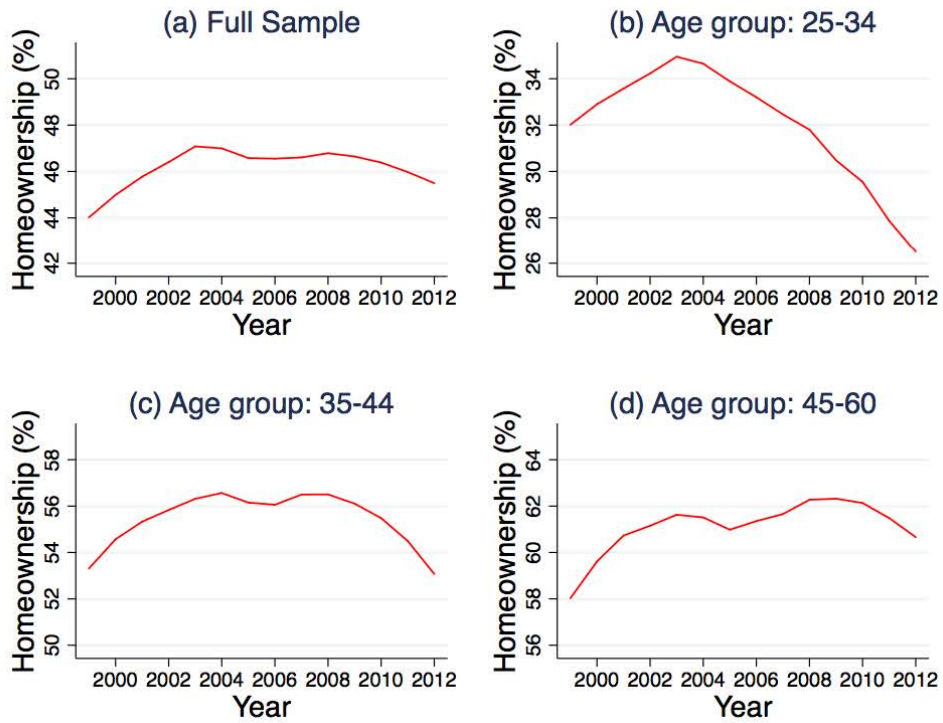 (a) Full Sample
Homeownership (%)
50
48
46
44
42
2000 2002 2004 2006 2008 2010 2012
Year
(b) Age group: 25-34
Homeownership (%)
34
32
30
28
26
2000 2002 2004 2006 2008 2010 2012
Year
(c) Age group: 35-44
Homeownership (%)
58
56
54
52
50
2000 2002 2004 2006 2008 2010 2012
Year
(d) Age group: 45-60
Homeownership (%)
64
62
60
58
56
2000 2002 2004 2006 2008 2010 2012
Year